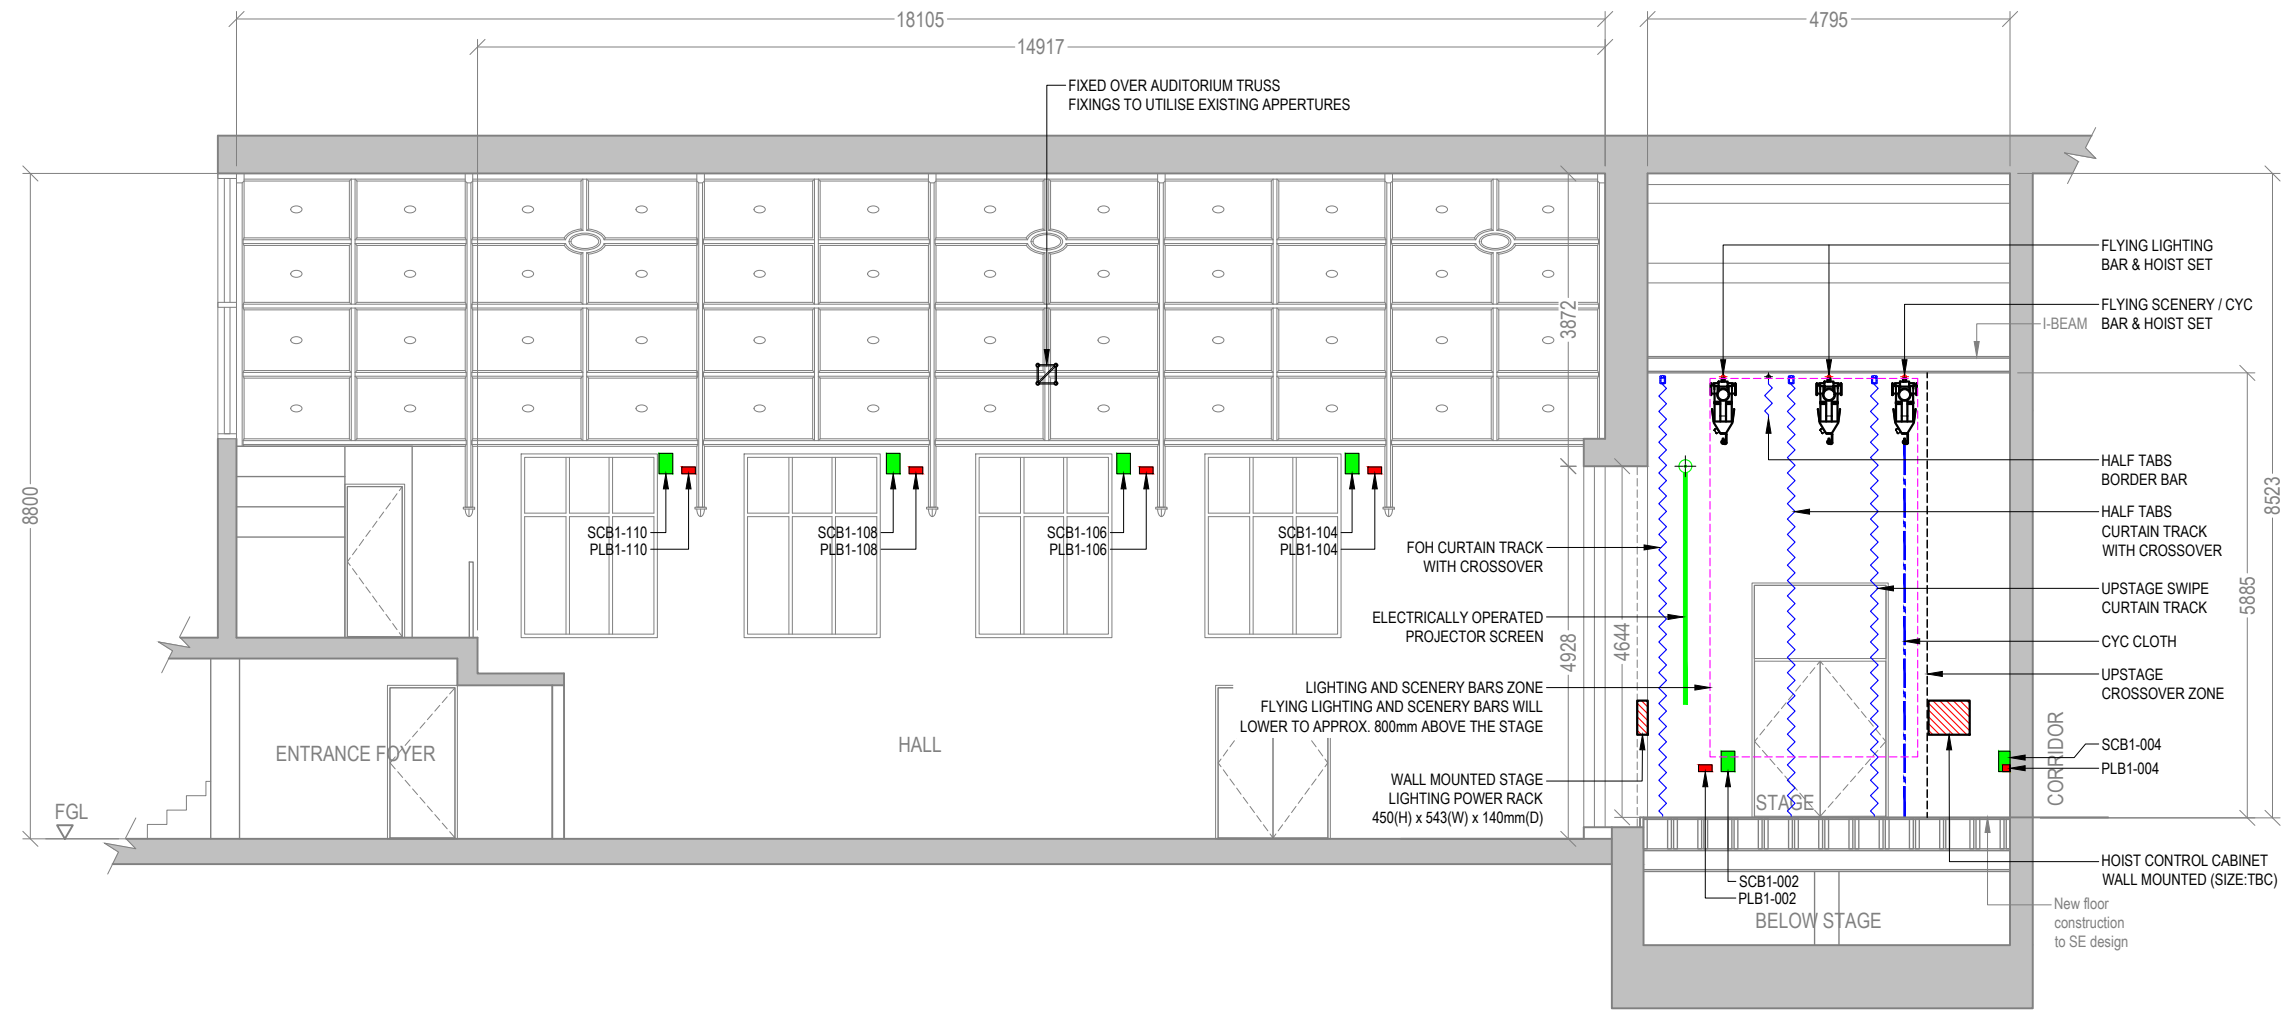 18105
4795
14917
FIXED OVER AUDITORIUM TRUSS
FIXINGS TO UTILISE EXISTING APPERTURES
FLYING LIGHTING
BAR & HOIST SET
FLYING SCENERY / CYC
BAR & HOIST SET
I-BEAM
3872
8800
HALF TABS
BORDER BAR
8523
HALF TABS
CURTAIN TRACK
WITH CROSSOVER
SCB1-110
PLB1-110
SCB1-108
PLB1-108
SCB1-106
PLB1-106
SCB1-104
PLB1-104
FOH CURTAIN TRACK
WITH CROSSOVER
UPSTAGE SWIPE
CURTAIN TRACK
5885
ELECTRICALLY OPERATED
PROJECTOR SCREEN
4928
4644
CYC CLOTH
UPSTAGE
CROSSOVER ZONE
LIGHTING AND SCENERY BARS ZONE
FLYING LIGHTING AND SCENERY BARS WILL
LOWER TO APPROX. 800mm ABOVE THE STAGE
ENTRANCE FOYER
HALL
CORRIDOR
SCB1-004
PLB1-004
WALL MOUNTED STAGE
LIGHTING POWER RACK
450(H) x 543(W) x 140mm(D)
STAGE
FGL
HOIST CONTROL CABINET
WALL MOUNTED (SIZE:TBC)
SCB1-002
PLB1-002
BELOW STAGE
New floor
construction
to SE design